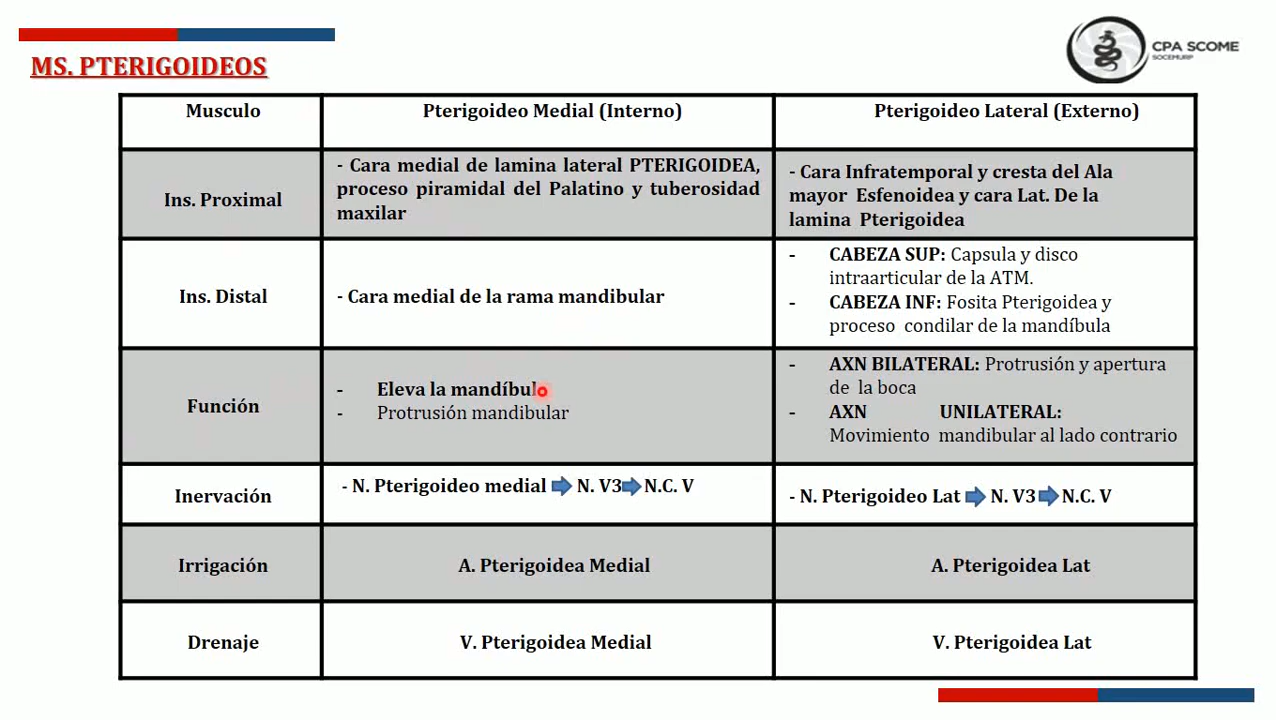 CPA SCOME
SOCEMURP
MS. PTERIGOIDEOS
Musculo
Pterigoideo Medial (Interno)
Pterigoideo Lateral (Externo)
Ins. Proximal
- Cara medial de lamina lateral PTERIGOIDEA,
proceso piramidal del Palatino y tuberosidad
maxilar
- Cara Infratemporal y cresta del Ala
mayor Esfenoidea y cara Lat. De la
lamina Pterigoidea
Ins. Distal
- Cara medial de la rama mandibular
- CABEZA SUP: Capsula y disco
intraarticular de la ATM.
- CABEZA INF: Fosita Pterigoidea y
proceso condilar de la mandíbula
Función
- Eleva la mandíbula
- Protrusión mandibular
- AXN BILATERAL: Protrusión y apertura
de la boca
- AXN UNILATERAL:
Movimiento mandibular al lado contrario
Inervación
- N. Pterigoideo medial N. V3 N.C. V
- N. Pterigoideo Lat N. V3 N.C. V
Irrigación
A. Pterigoidea Medial
A. Pterigoidea Lat
Drenaje
V. Pterigoidea Medial
V. Pterigoidea Lat